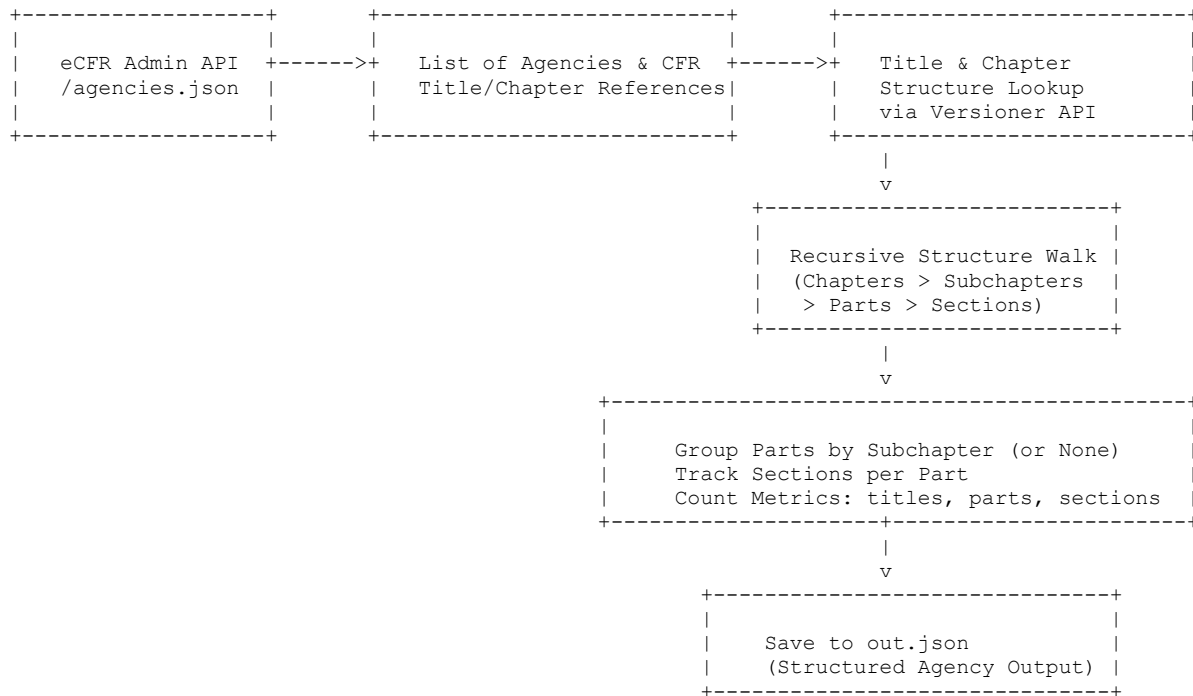 eCFR Admin API
/agencies.json
List of Agencies & CFR
Title/Chapter References
Title & Chapter
Structure Lookup
via Versioner API
v
Recursive Structure Walk
(Chapters > Subchapters
> Parts > Sections)
v
Group Parts by Subchapter (or None)
Track Sections per Part
Count Metrics: titles, parts, sections
v
Save to out.json
(Structured Agency Output)